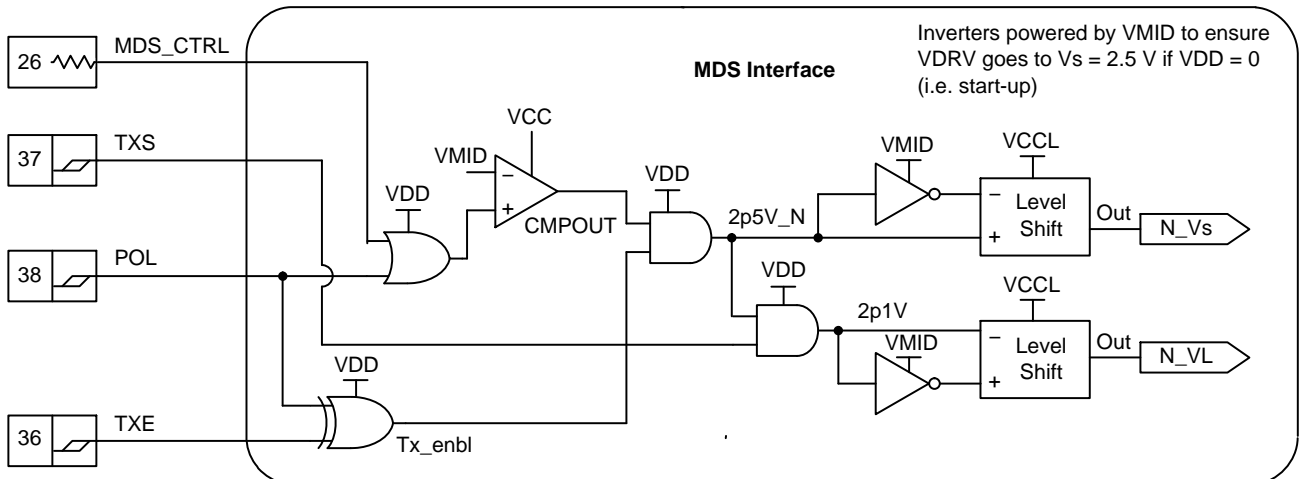 Inverters powered by VMID to ensure
VDRV goes to Vs = 2.5 V if VDD = 0
(i.e. start-up)
MDS Interface
26
MDS_CTRL
37
TXS
38
POL
36
TXE
VDD
VMID
VCC
−
+
CMPOUT
VDD
2p5V_N
VMID
VCCL
−
+
Level
Shift
Out
N_Vs
VDD
2p1V
VMID
VCCL
−
+
Level
Shift
Out
N_VL
VDD
Tx_enbl